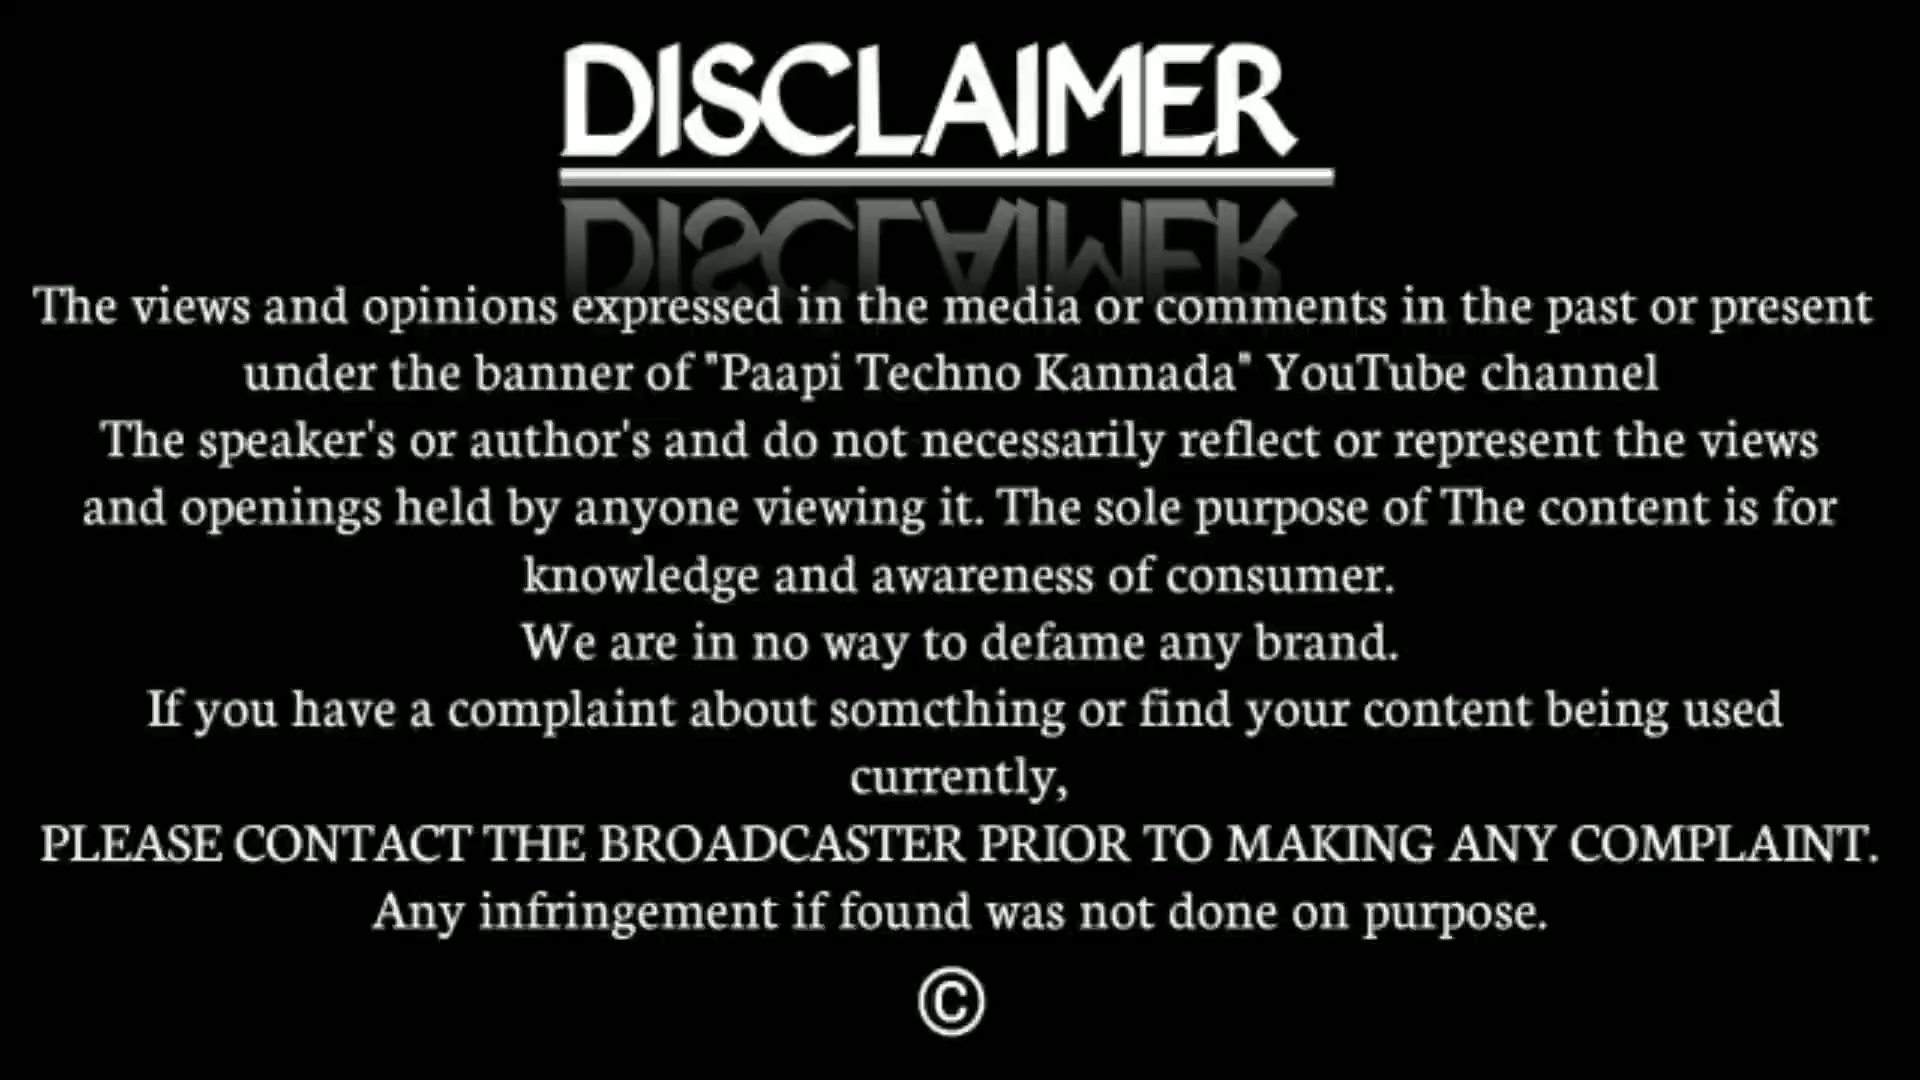 DISCLAIMER
The views and opinions expressed in the media or comments in the past or present
under the banner of "Paapi Techno Kannada" YouTube channel
The speaker's or author's and do not necessarily reflect or represent the views
and openings held by anyone viewing it. The sole purpose of The content is for
knowledge and awareness of consumer.
We are in no way to defame any brand.
If you have a complaint about somcthing or find your content being used
currently,
PLEASE CONTACT THE BROADCASTER PRIOR TO MAKING ANY COMPLAINT.
Any infringement if found was not done on purpose.
©